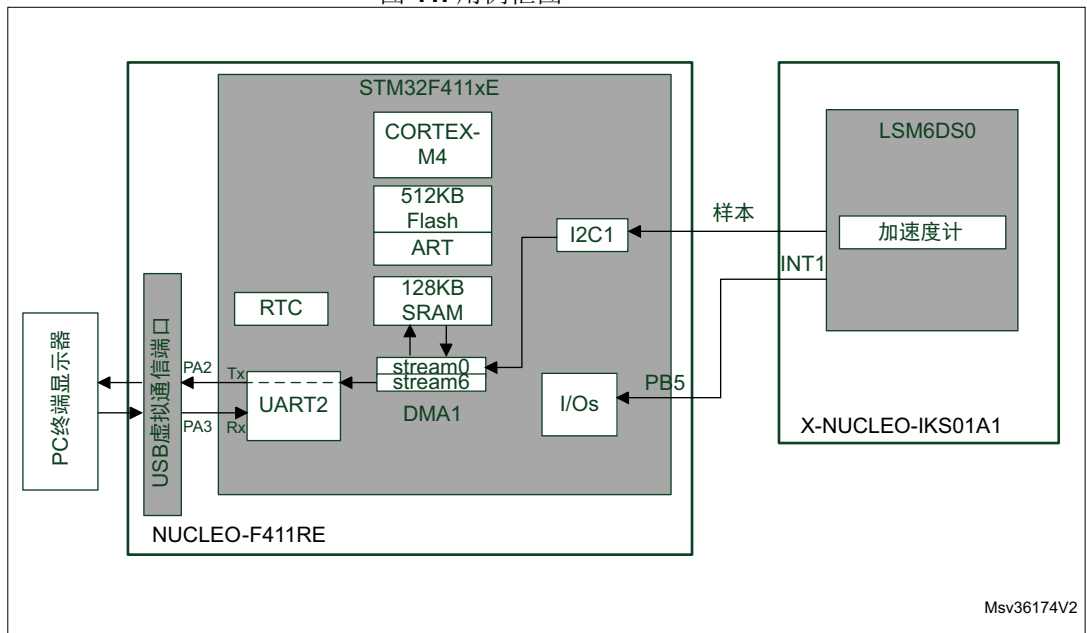 STM32F411xE
CORTEX-
M4
512KB
Flash
ART
128KB
SRAM
RTC
I2C1
stream0
stream6
DMA1
UART2
Tx
Rx
PA2
PA3
I/Os
PB5
USB虚拟通信端口
PC终端显示器
NUCLEO-F411RE
样本
INT1
LSM6DS0
加速度计
X-NUCLEO-IKS01A1
Msv36174V2